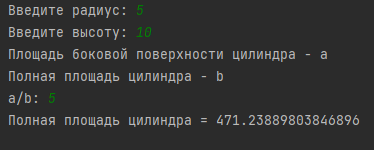 Введите радиус: 5
Введите высоту: 10
Площадь боковой поверхности цилиндра - a
Полная площадь цилиндра - b
a/b: 5
Полная площадь цилиндра = 471.23889803846896